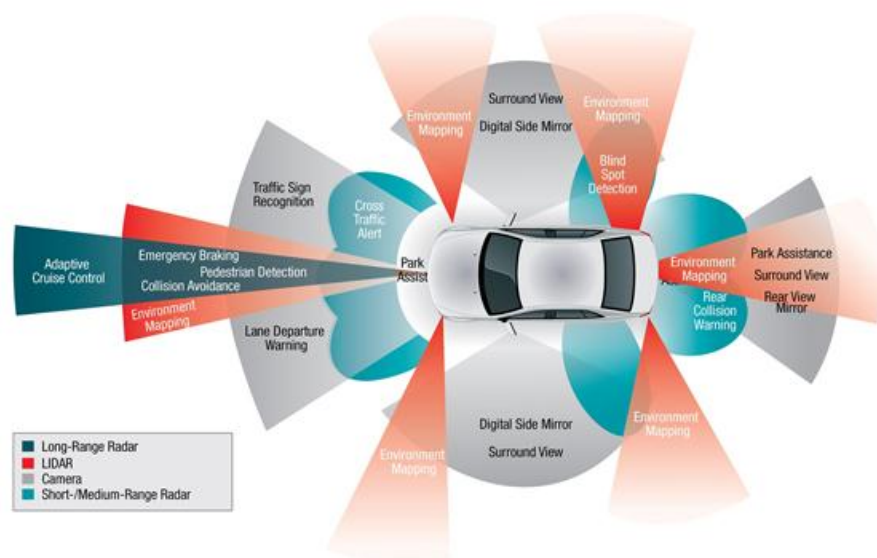 Surround View
Digital Side Mirror
Environment
Mapping
Environment
Mapping
Blind
Spot
Detection
Traffic Sign
Recognition
Cross
Traffic
Alert
Adaptive
Cruise Control
Emergency Braking
Pedestrian Detection
Collision Avoidance
Environment
Mapping
Lane Departure
Warning
Park
Assist
Environment
Mapping
Rear
Collision
Warning
Park Assistance
Surround View
Rear View
Mirror
Digital Side Mirror
Surround View
Environment
Mapping
Environment
Mapping
Long-Range Radar
LIDAR
Camera
Short-/Medium-Range Radar